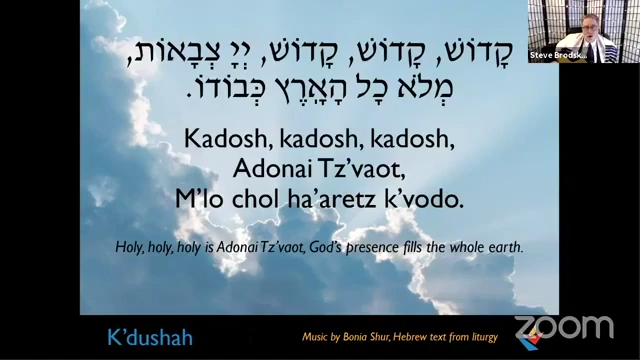 קָדוֹשׁ, קָדוֹשׁ, קָדוֹשׁ, יְיָ צְבָאוֹת,
מְלֹא כָל הָאָֽרֶץ כְּבוֹדוֹ.
Kadosh, kadosh, kadosh,
Adonai Tz’vaot,
M’lo chol ha’aretz k’vodo.
Holy, holy, holy is Adonai Tz’vaot, God’s presence fills the whole earth.
K’dushah
Music by Bonia Shur, Hebrew text from liturgy
zoom
Steve Brodsk...